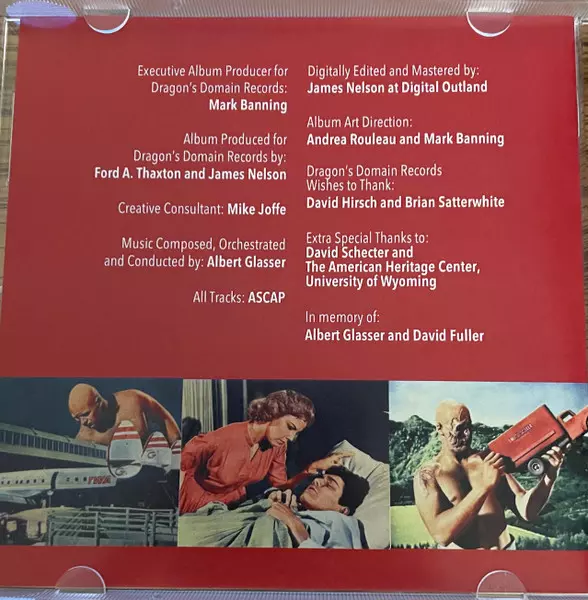 Executive Album Producer for
Dragon's Domain Records:
Mark Banning
Album Produced for
Dragon's Domain Records by:
Ford A. Thaxton and James Nelson
Creative Consultant: Mike Joffe
Music Composed, Orchestrated
and Conducted by: Albert Glasser
All Tracks: ASCAP
Digitally Edited and Mastered by:
James Nelson at Digital Outland
Album Art Direction:
Andrea Rouleau and Mark Banning
Dragon's Domain Records
Wishes to Thank:
David Hirsch and Brian Satterwhite
Extra Special Thanks to:
David Schecter and
The American Heritage Center,
University of Wyoming
In memory of:
Albert Glasser and David Fuller
TWA